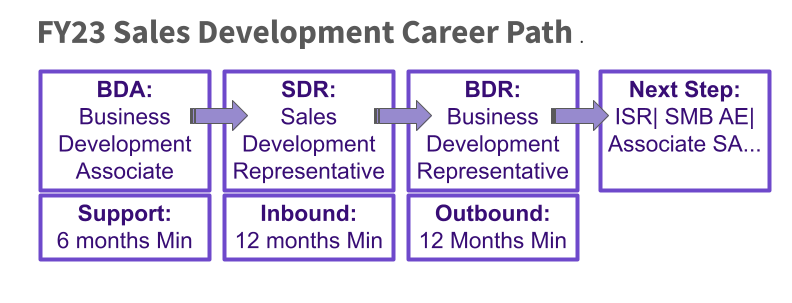 FY23 Sales Development Career Path .
BDA:
Business
Development
Associate
SDR:
Sales
Development
Representative
BDR:
Business
Development
Representative
Next Step:
ISR| SMB AE|
Associate SA...
Support:
6 months Min
Inbound:
12 months Min
Outbound:
12 Months Min